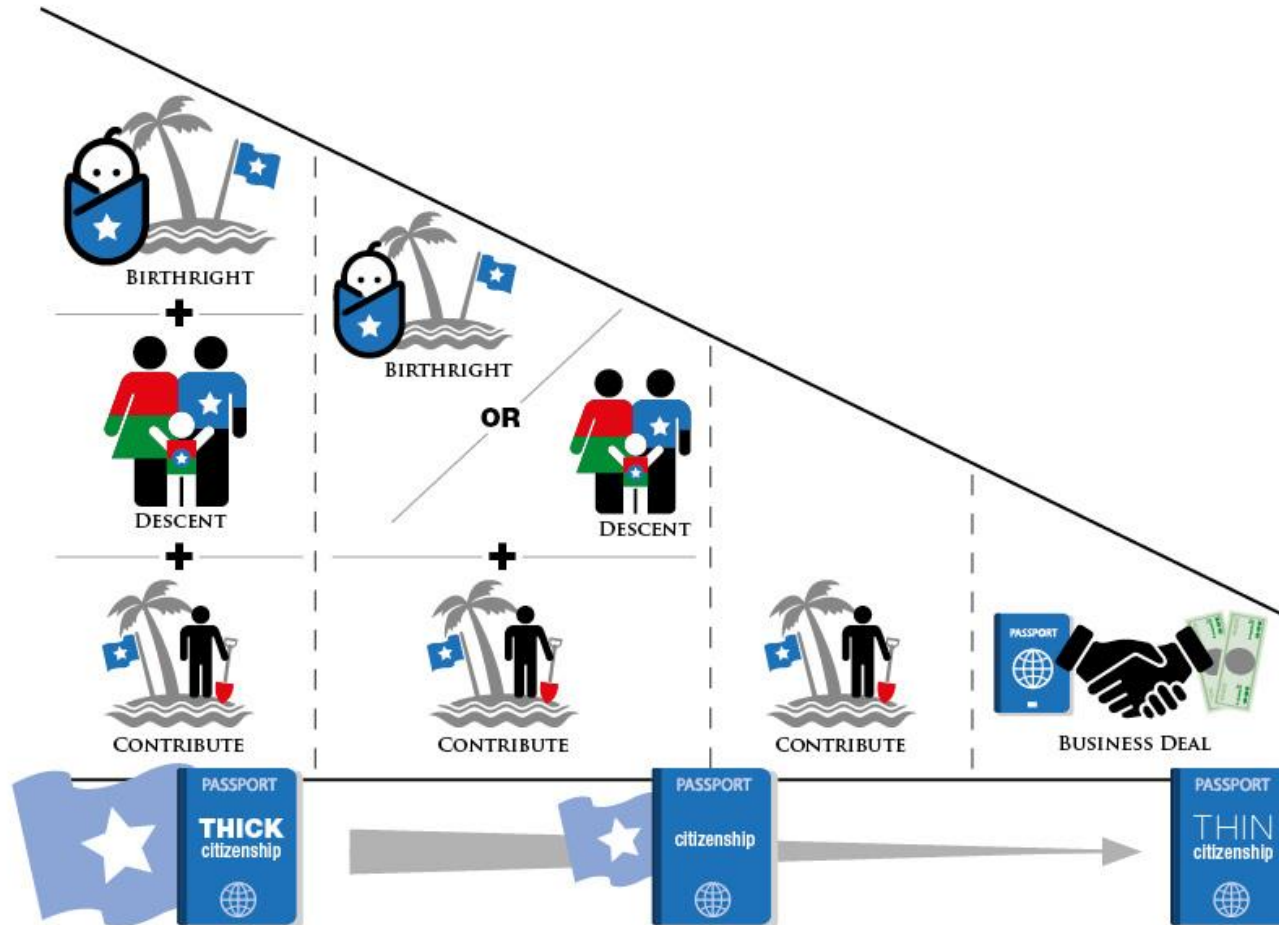 BIRTHRIGHT
+
DESCENT
+
CONTRIBUTE
BIRTHRIGHT
OR
DESCENT
+
CONTRIBUTE
CONTRIBUTE
PASSPORT
BUSINESS DEAL
PASSPORT
THICK
citizenship
PASSPORT
citizenship
PASSPORT
THIN
citizenship